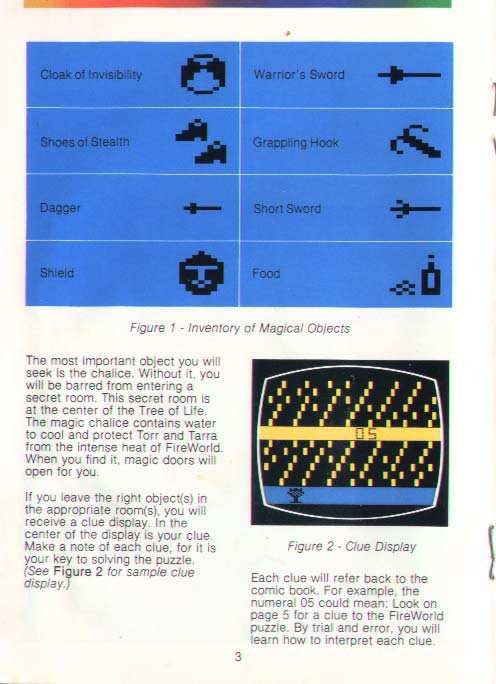 Cloak of Invisibility
Warrior's Sword
Shoes of Stealth
Grappling Hook
Dagger
Short Sword
Shield
Food
Figure 1 - Inventory of Magical Objects
The most important object you will
seek is the chalice. Without it, you
will be barred from entering a
secret room. This secret room is
at the center of the Tree of Life.
The magic chalice contains water
to cool and protect Torr and Tarra
from the intense heat of FireWorld.
When you find it, magic doors will
open for you.
If you leave the right object(s) in
the appropriate room(s), you will
receive a clue display. In the
center of the display is your clue.
Make a note of each clue, for it is
your key to solving the puzzle.
(See Figure 2 for sample clue
display.)
05
Figure 2 - Clue Display
Each clue will refer back to the
comic book. For example, the
numeral 05 could mean: Look on
page 5 for a clue to the FireWorld
puzzle. By trial and error, you will
learn how to interpret each clue.
3